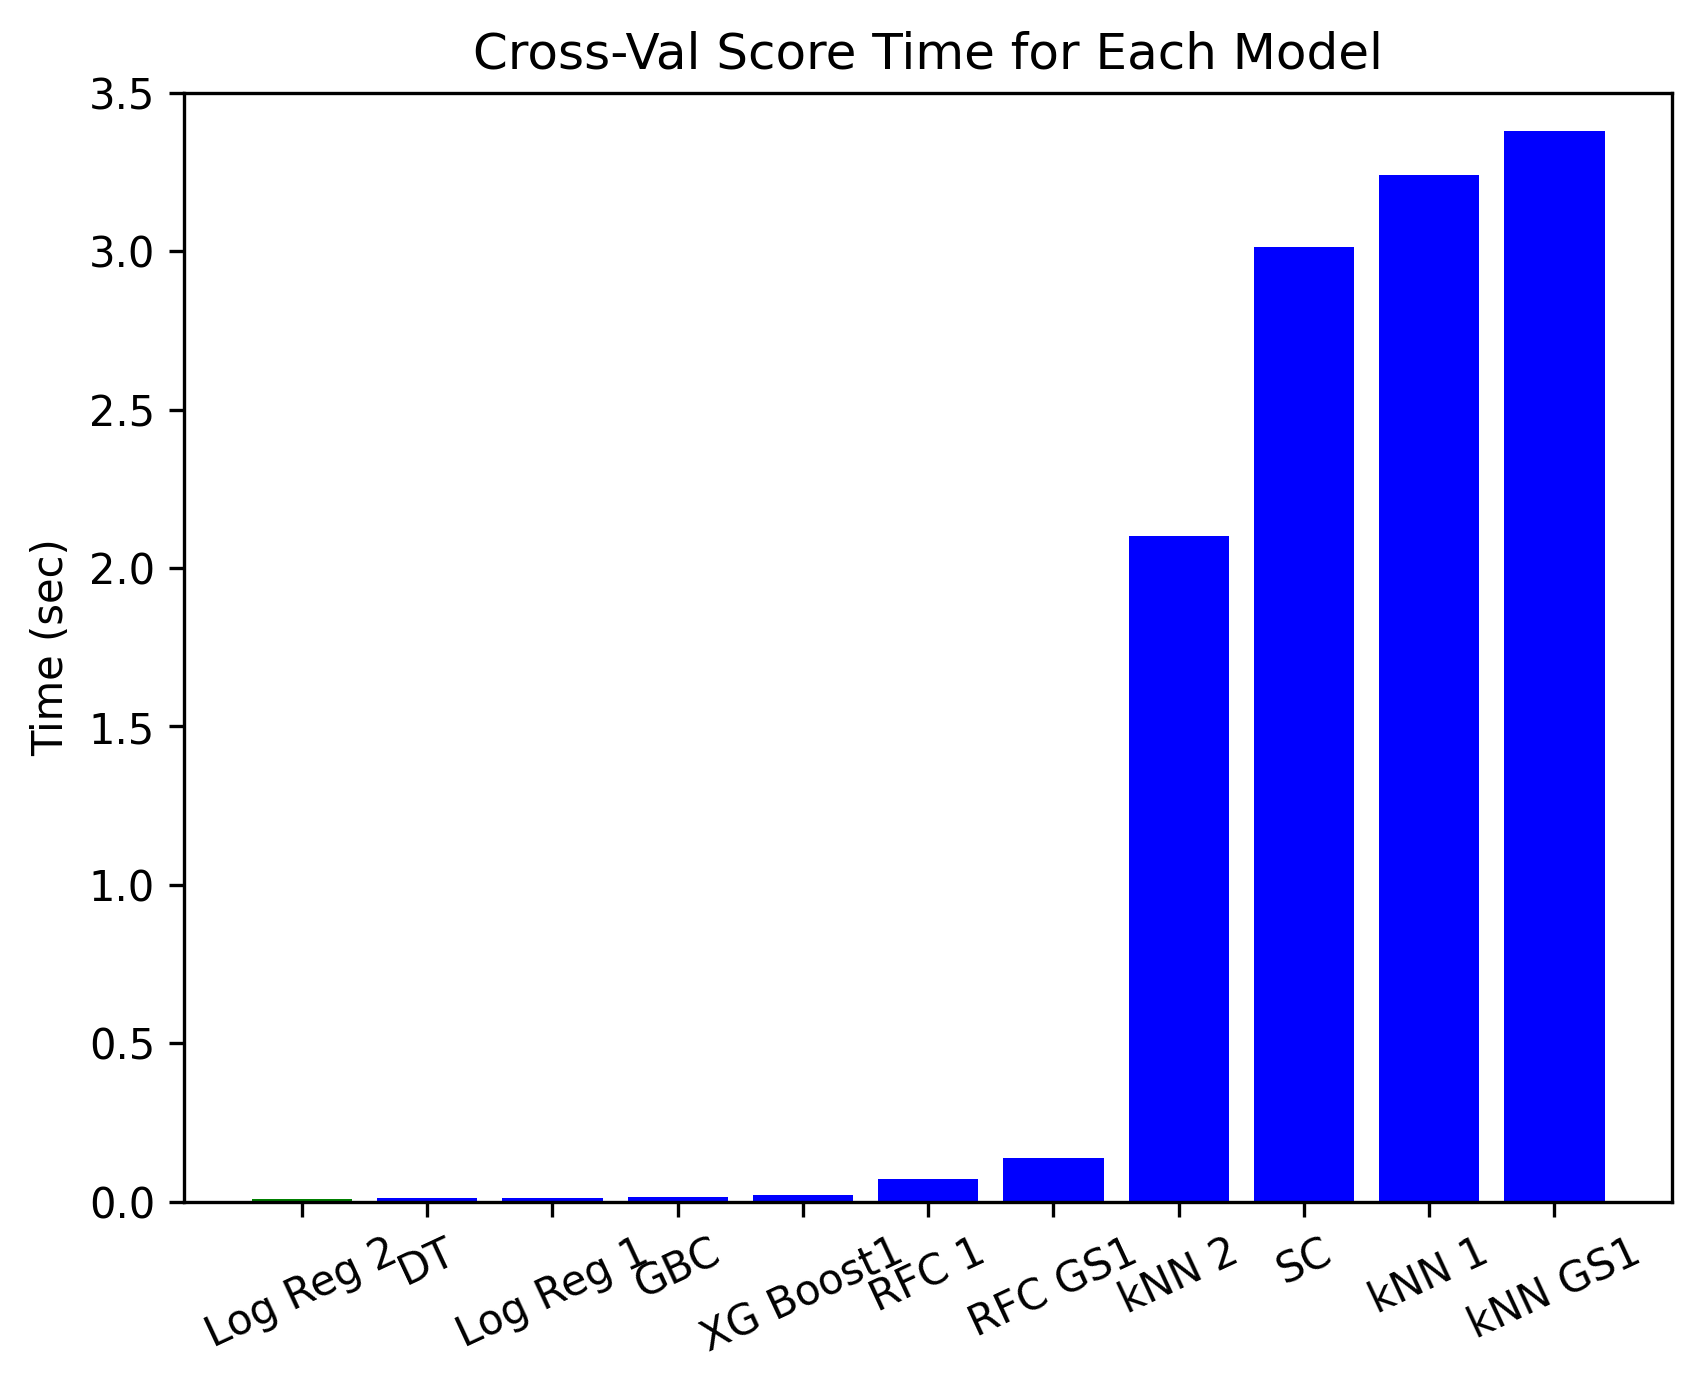 Cross-Val Score Time for Each Model
3.5
3.0
2.5
2.0
1.5
1.0
0.5
0.0
Time (sec)
Log Reg 2
DT
Log Reg 1
GBC
XG Boost1
RFC 1
RFC GS1
kNN 2
SC
kNN 1
kNN GS1